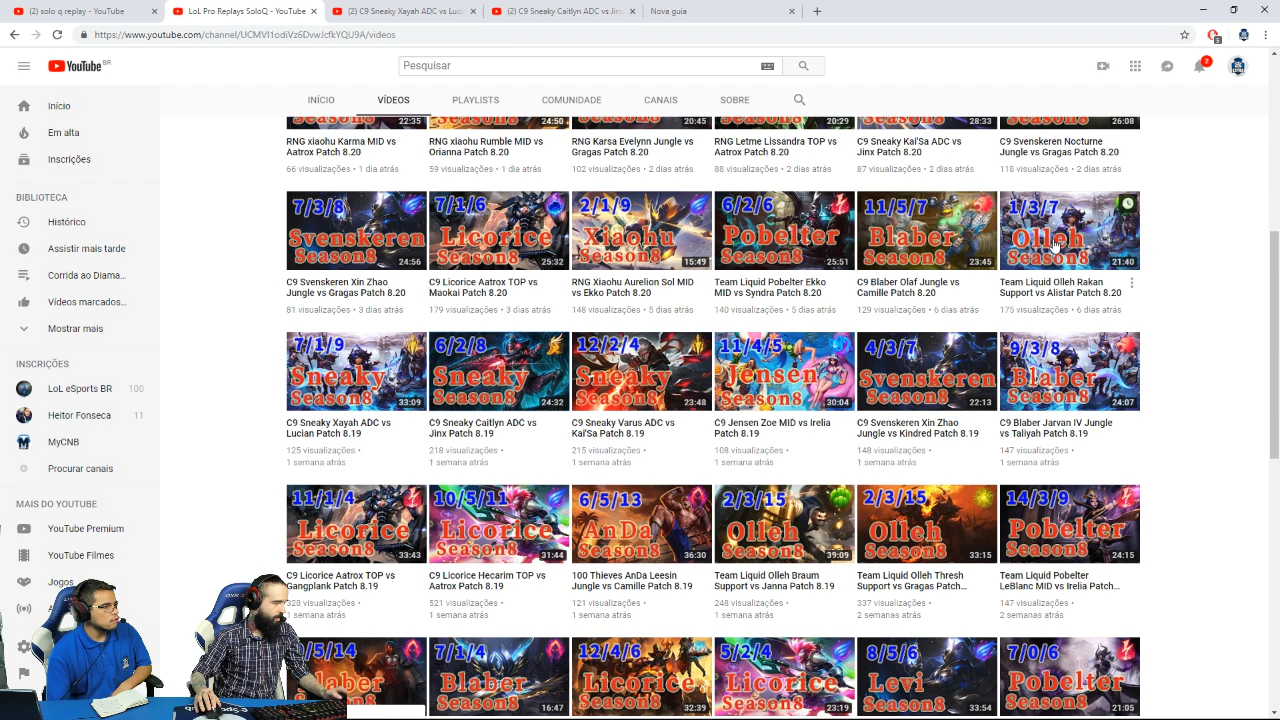 (2) solo q replay - YouTube
LoL Pro Replays SoloQ - YouTube
(2) C9 Sneaky Xayah ADC vs Luci
(2) C9 Sneaky Caitlyn ADC vs Jin
Nova guia
https://www.youtube.com/channel/UCMVI1odiVz6DvwJcfkYQU9A/videos
5
YouTube BR
Pesquisar
2
INÍCIO VÍDEOS PLAYLISTS COMUNIDADE CANAIS SOBRE
Início
Em alta
Inscrições
BIBLIOTECA
Histórico
Assistir mais tarde
Corrida ao Diama...
Vídeos marcados...
Mostrar mais
INSCRIÇÕES
LoL eSports BR 100
Heitor Fonseca 11
MyCNB
Procurar canais
MAIS DO YOUTUBE
YouTube Premium
YouTube Filmes
Jogos
22:35 24:50 20:45 20:29 28:33 26:08
RNG xiaohu Karma MID vs RNG xiaohu Rumble MID vs RNG Karsa Evelynn Jungle vs RNG Letme Lissandra TOP vs C9 Sneaky Kai'Sa ADC vs C9 Svenskeren Nocturne
Aatrox Patch 8.20 Orianna Patch 8.20 Gragas Patch 8.20 Aatrox Patch 8.20 Jinx Patch 8.20 Jungle vs Gragas Patch 8.20
66 visualizações • 1 dia atrás 59 visualizações • 1 dia atrás 102 visualizações • 2 dias atrás 88 visualizações • 2 dias atrás 87 visualizações • 2 dias atrás 118 visualizações • 2 dias atrás
7/3/8 7/1/6 2/1/9 6/2/6 11/5/7 1/3/7
Svenskeren Licorice Xiaohu Pobelter Blaber Olleh
Season8 Season8 Season8 Season8 Season8 Season8
24:56 25:32 15:49 25:51 23:45 21:40
C9 Svenskeren Xin Zhao C9 Licorice Aatrox TOP vs RNG Xiaohu Aurelion Sol MID Team Liquid Pobelter Ekko C9 Blaber Olaf Jungle vs Team Liquid Olleh Rakan
Jungle vs Gragas Patch 8.20 Maokai Patch 8.20 vs Ekko Patch 8.20 MID vs Syndra Patch 8.20 Camille Patch 8.20 Support vs Alistar Patch 8.20
81 visualizações • 3 dias atrás 179 visualizações • 3 dias atrás 148 visualizações • 5 dias atrás 140 visualizações • 5 dias atrás 129 visualizações • 6 dias atrás 175 visualizações • 6 dias atrás
7/1/9 6/2/8 12/2/4 11/4/5 4/3/7 9/3/8
Sneaky Sneaky Sneaky Jensen Svenskeren Blaber
Season8 Season8 Season8 Season8 Season8 Season8
33:09 24:32 23:48 30:04 22:13 24:07
C9 Sneaky Xayah ADC vs C9 Sneaky Caitlyn ADC vs C9 Sneaky Varus ADC vs C9 Jensen Zoe MID vs Irelia C9 Svenskeren Xin Zhao C9 Blaber Jarvan IV Jungle
Lucian Patch 8.19 Jinx Patch 8.19 Kai'Sa Patch 8.19 Patch 8.19 Jungle vs Kindred Patch 8.19 vs Taliyah Patch 8.19
125 visualizações • 218 visualizações • 215 visualizações • 108 visualizações • 148 visualizações • 147 visualizações •
1 semana atrás 1 semana atrás 1 semana atrás 1 semana atrás 1 semana atrás 1 semana atrás
11/1/4 10/5/11 6/5/13 2/3/15 2/3/15 14/3/9
Licorice Licorice AnDa Olleh Olleh Pobelter
Season8 Season8 Season8 Season8 Season8 Season8
33:43 31:44 36:30 39:09 33:15 24:15
C9 Licorice Aatrox TOP vs C9 Licorice Hecarim TOP vs 100 Thieves AnDa Leesin Team Liquid Olleh Braum Team Liquid Olleh Thresh Team Liquid Pobelter
Gangplank Patch 8.19 Aatrox Patch 8.19 Jungle vs Camille Patch 8.19 Support vs Janna Patch 8.19 Support vs Gragas Patch... LeBlanc MID vs Irelia Patch...
328 visualizações • 521 visualizações • 121 visualizações • 248 visualizações • 337 visualizações • 147 visualizações •
1 semana atrás 1 semana atrás 1 semana atrás 1 semana atrás 2 semanas atrás 2 semanas atrás
/5/14 7/1/4 12/4/6 5/2/4 8/5/6 7/0/6
Blaber Licorice Licorice Levi Pobelter
Season8 Season8 Season8 Season8 Season8
16:47 32:39 23:19 33:54 21:05